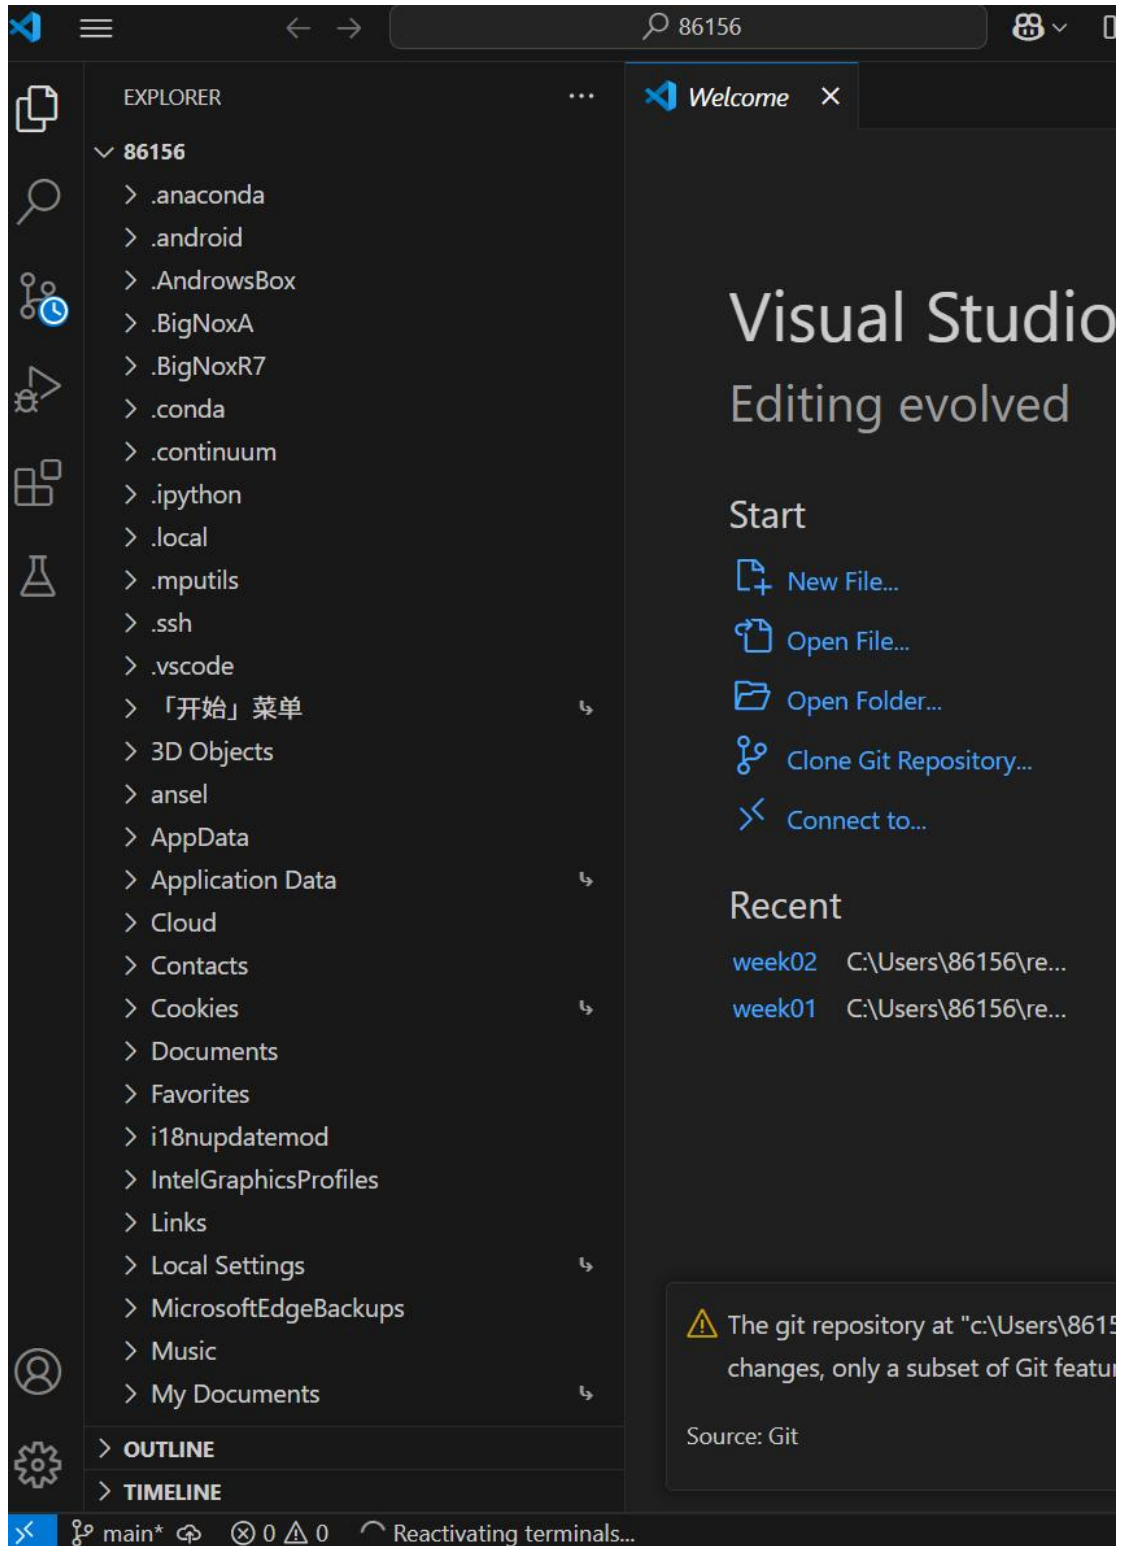 86156
EXPLORER
Welcome
86156
.anaconda
.android
.AndrowsBox
.BigNoxA
.BigNoxR7
.conda
.continuum
.ipython
.local
.mputils
.ssh
.vscode
「开始」菜单
3D Objects
ansel
AppData
Application Data
Cloud
Contacts
Cookies
Documents
Favorites
i18nupdatemod
IntelGraphicsProfiles
Links
Local Settings
MicrosoftEdgeBackups
Music
My Documents
OUTLINE
TIMELINE
Visual Studio
Editing evolved
Start
New File...
Open File...
Open Folder...
Clone Git Repository...
Connect to...
Recent
week02 C:\Users\86156\re...
week01 C:\Users\86156\re...
The git repository at "c:\Users\8615
changes, only a subset of Git featur
Source: Git
main* 0 0 Reactivating terminals...